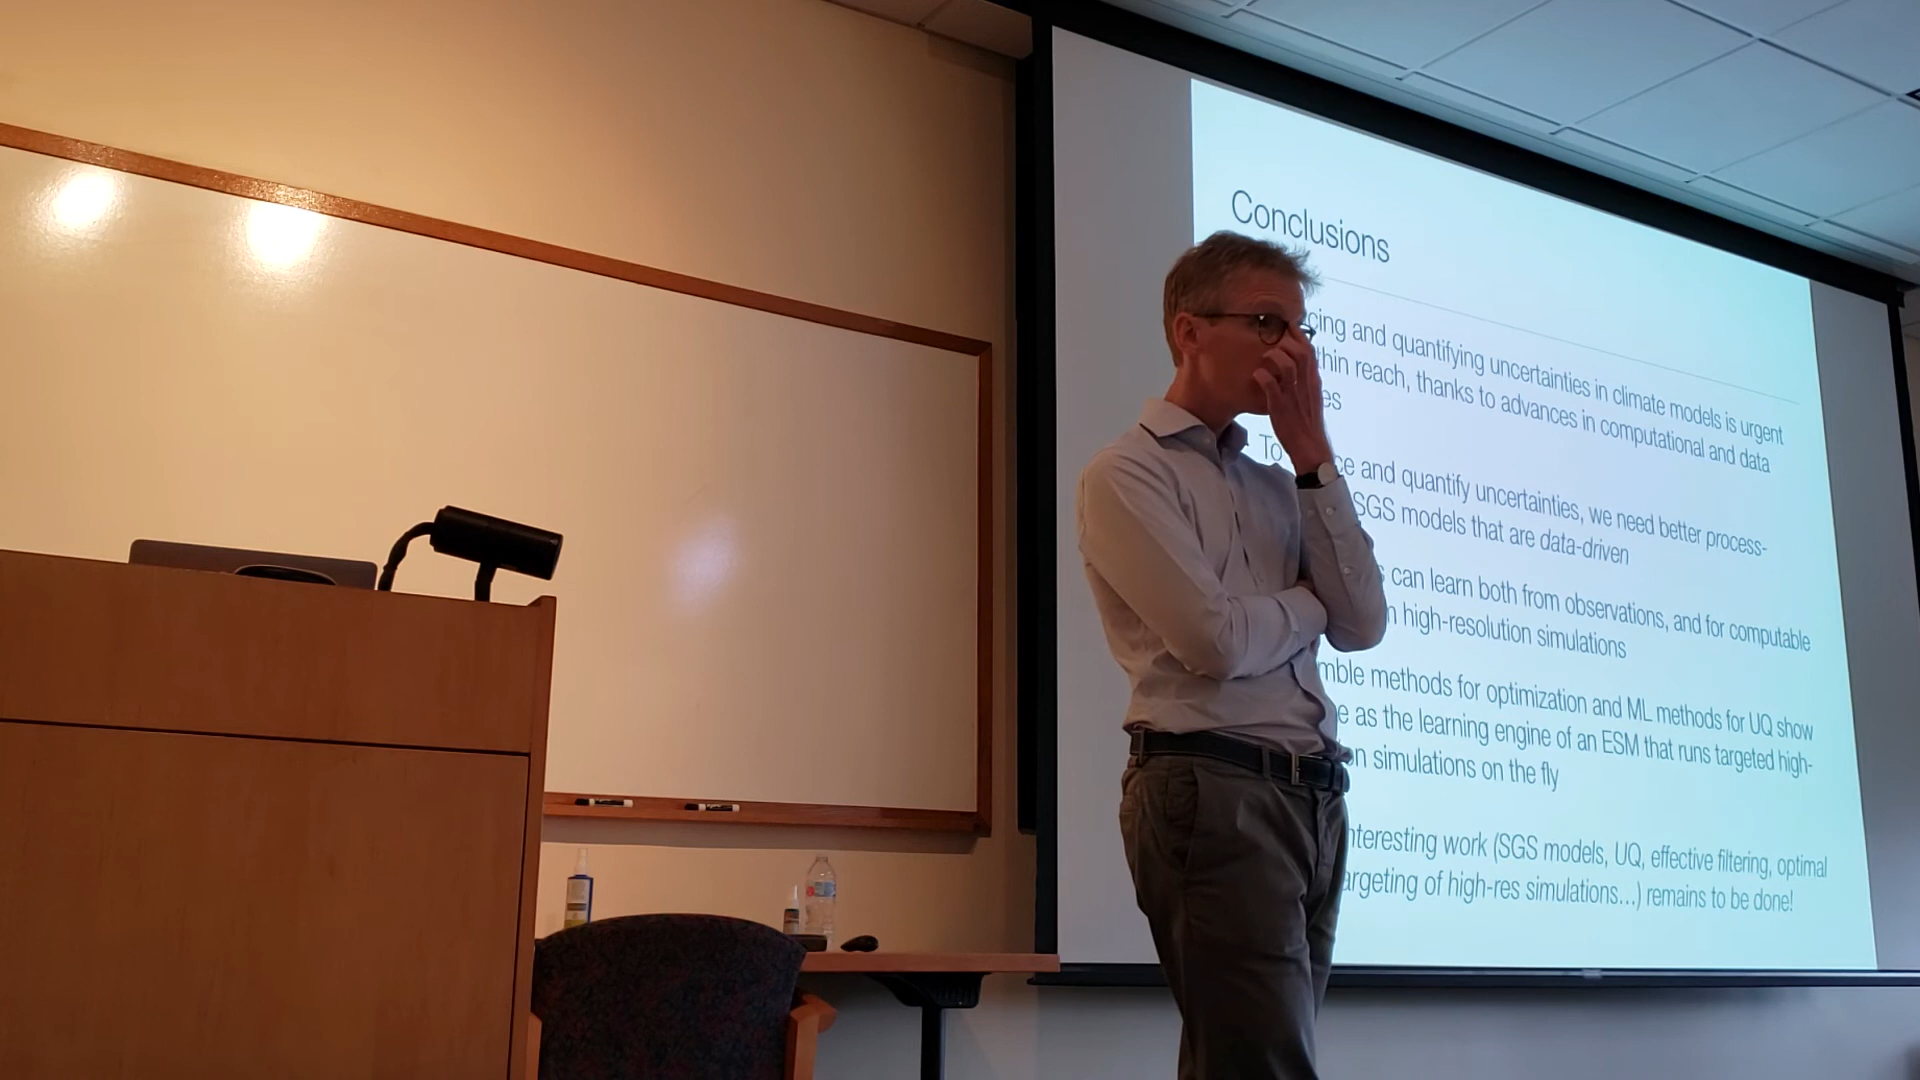 Conclusions
cing and quantifying uncertainties in climate models is urgent
thin reach, thanks to advances in computational and data
es
To ce and quantify uncertainties, we need better process-
SGS models that are data-driven
s can learn both from observations, and for computable
n high-resolution simulations
mble methods for optimization and ML methods for UQ show
e as the learning engine of an ESM that runs targeted high-
on simulations on the fly
nteresting work (SGS models, UQ, effective filtering, optimal
argeting of high-res simulations...) remains to be done!